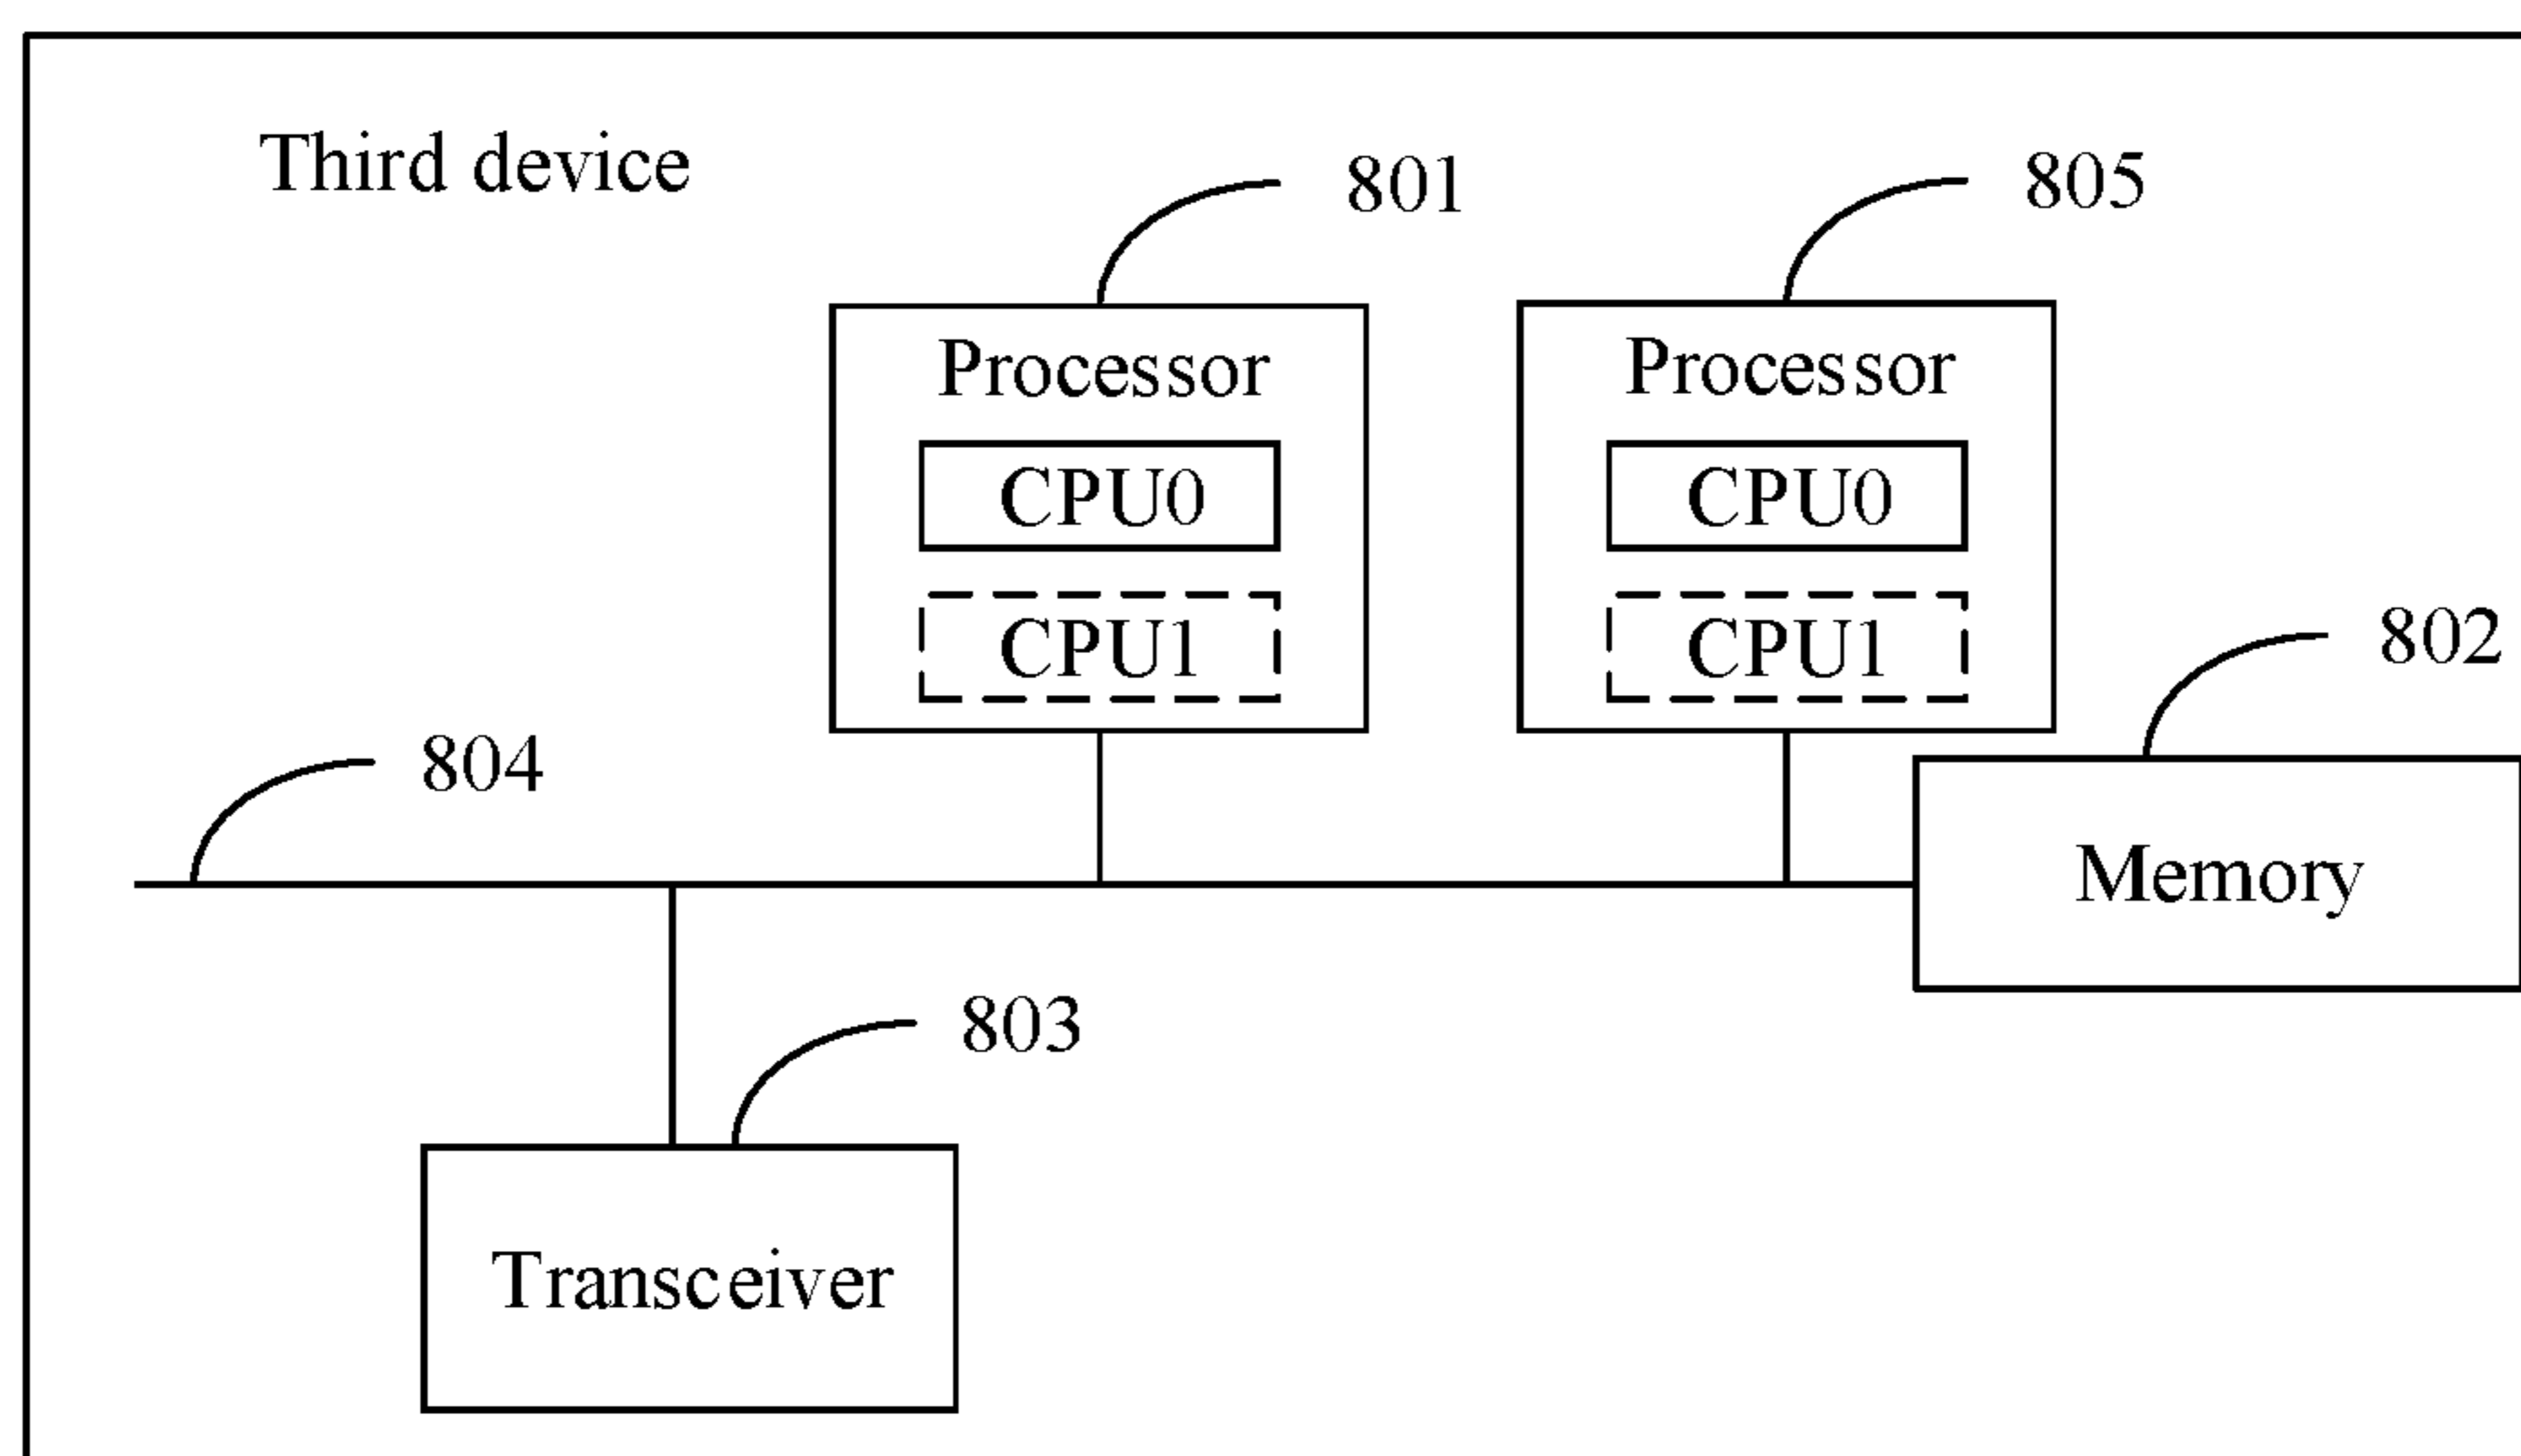 Third device
801
805
Processor
CPU0
CPU1
Processor
CPU0
CPU1
802
804
Memory
803
Transceiver